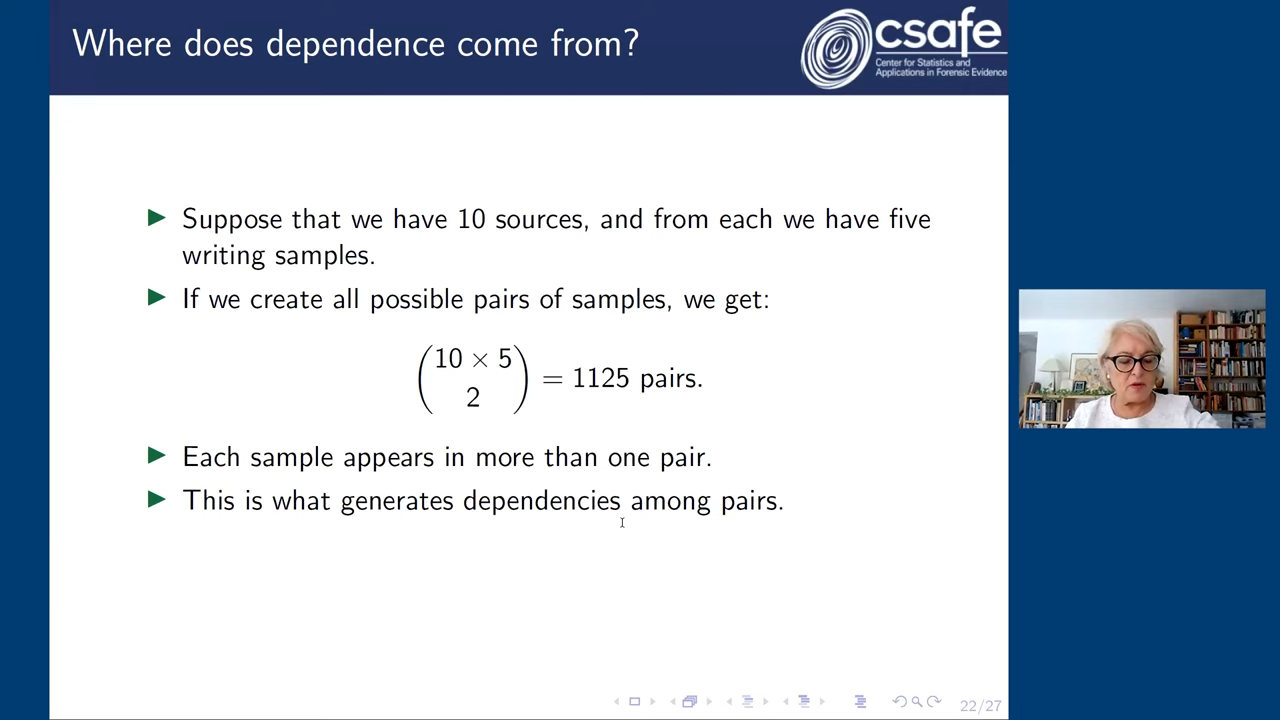 Where does dependence come from?
csafe
Center for Statistics and
Applications in Forensic Evidence
▶ Suppose that we have 10 sources, and from each we have five
writing samples.
▶ If we create all possible pairs of samples, we get:
(10 × 5
2) = 1125 pairs.
▶ Each sample appears in more than one pair.
▶ This is what generates dependencies among pairs.
22/27